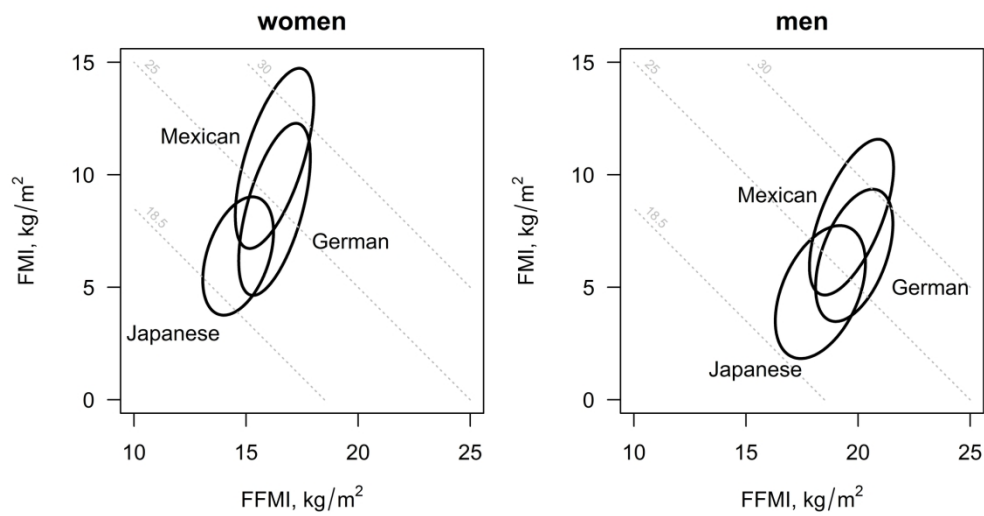 women
15
10
5
0
FMI, kg/m²
25
30
18.5
Mexican
German
Japanese
10 15 20 25
FFMI, kg/m²
men
15
10
5
0
FMI, kg/m²
25
30
18.5
Mexican
German
Japanese
10 15 20 25
FFMI, kg/m²